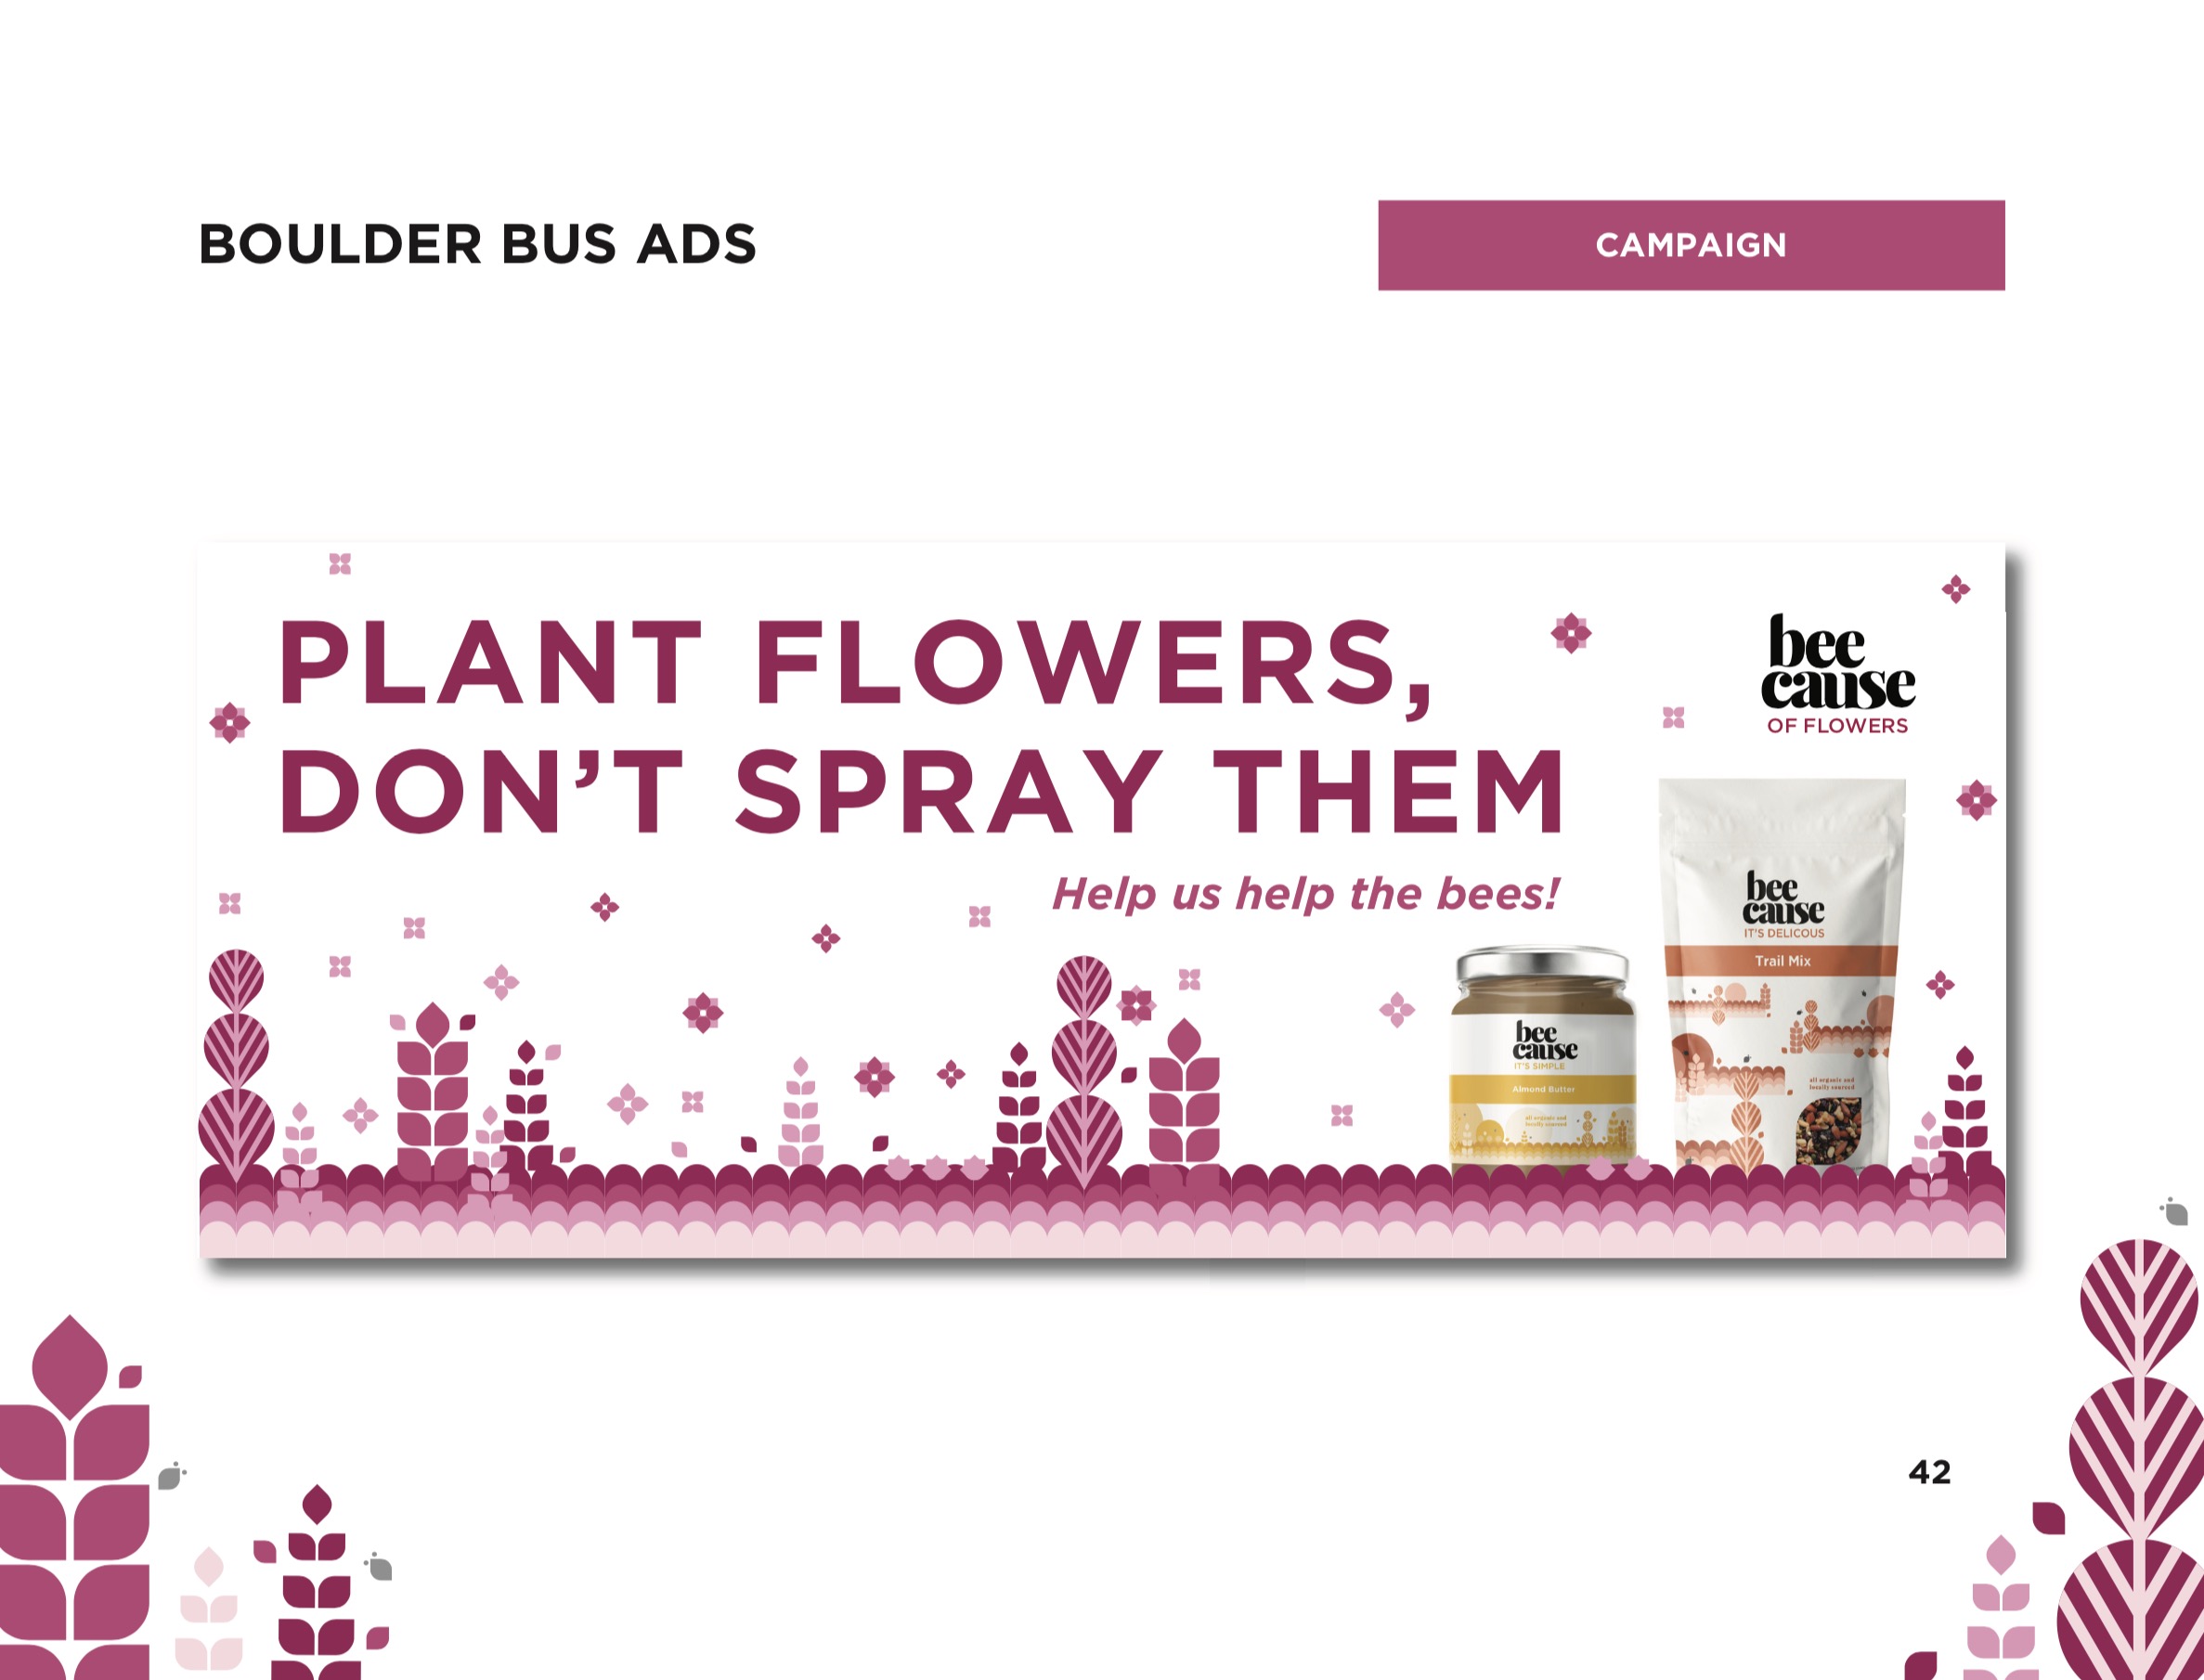 BOULDER BUS ADS
CAMPAIGN
PLANT FLOWERS,
DON’T SPRAY THEM
Help us help the bees!
bee
cause
OF FLOWERS
bee
cause
IT'S DELICOUS
Trail Mix
all organic and
locally sourced
bee
cause
IT'S SIMPLE
Almond Butter
all organic and
locally sourced
42